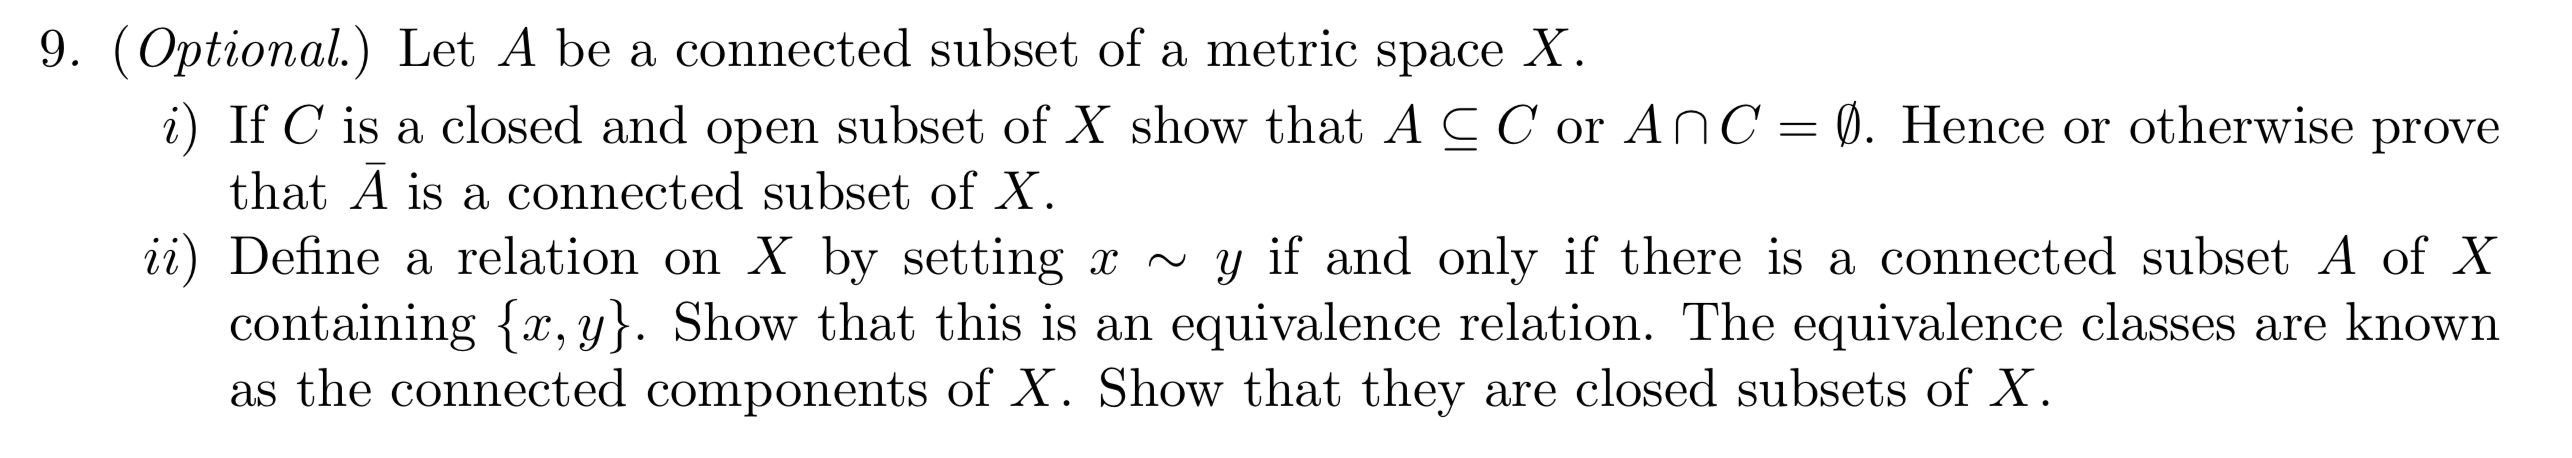 9. (Optional.) Let A be a connected subset of a metric space X.
i) If C is a closed and open subset of X show that A ⊆ C or A ∩ C = ∅. Hence or otherwise prove
that Ā is a connected subset of X.
ii) Define a relation on X by setting x ∼ y if and only if there is a connected subset A of X
containing {x, y}. Show that this is an equivalence relation. The equivalence classes are known
as the connected components of X. Show that they are closed subsets of X.